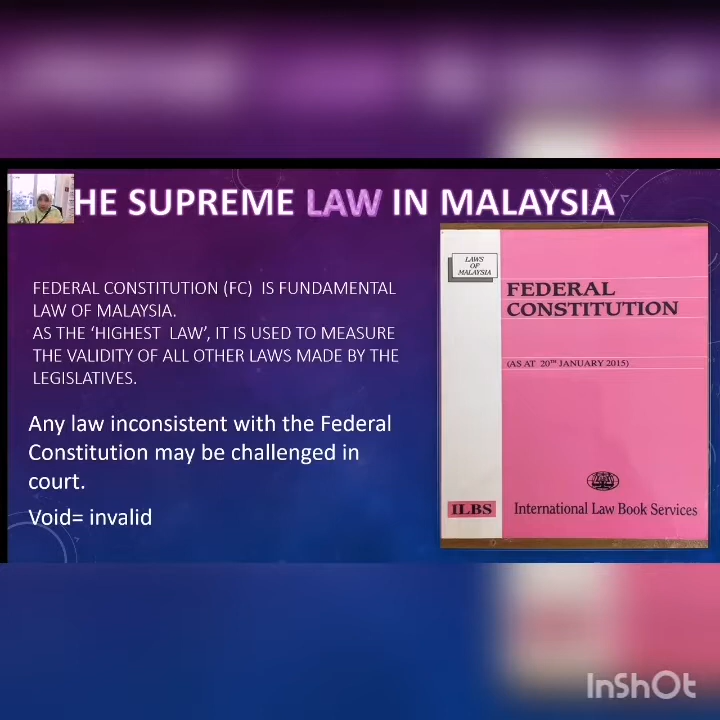 HE SUPREME LAW IN MALAYSIA
FEDERAL CONSTITUTION (FC) IS FUNDAMENTAL
LAW OF MALAYSIA.
AS THE ‘HIGHEST LAW’, IT IS USED TO MEASURE
THE VALIDITY OF ALL OTHER LAWS MADE BY THE
LEGISLATIVES.
Any law inconsistent with the Federal
Constitution may be challenged in
court.
Void= invalid
LAWS
OF
MALAYSIA
FEDERAL
CONSTITUTION
(AS AT 20TH JANUARY 2015)
ILBS
International Law Book Services
InShOt